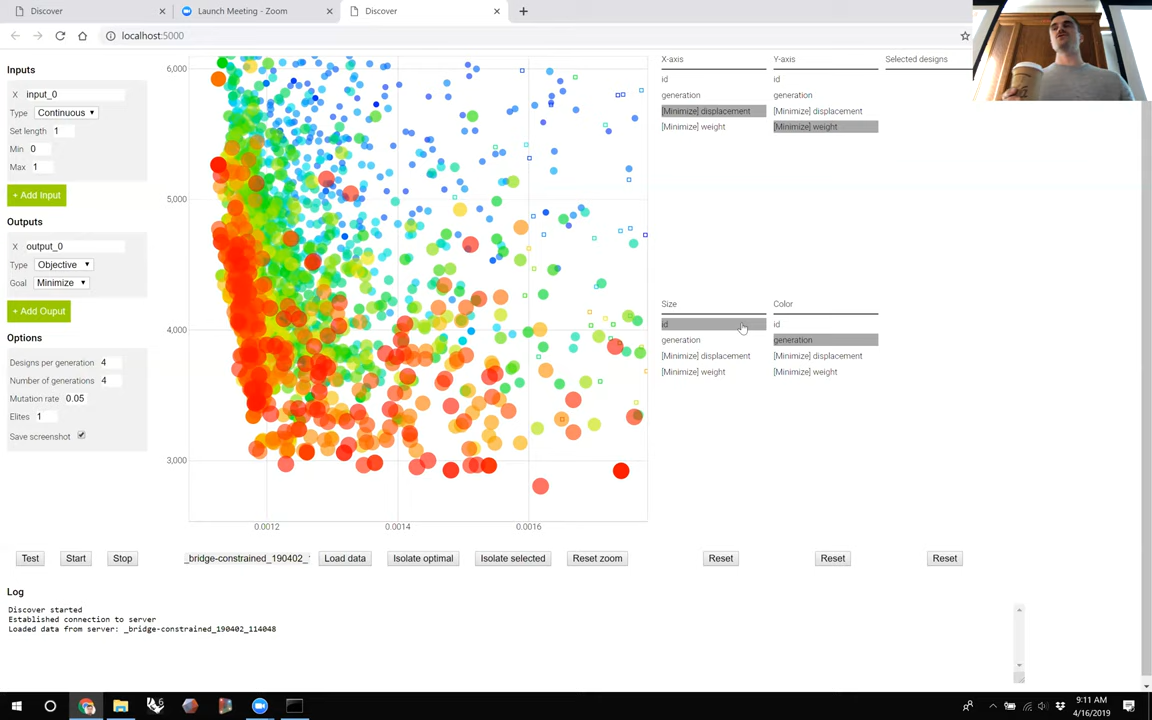 Discover
Launch Meeting - Zoom
Discover
localhost:5000
Inputs
X input_0
Type Continuous
Set length 1
Min 0
Max 1
+ Add Input
Outputs
X output_0
Type Objective
Goal Minimize
+ Add Ouput
Options
Designs per generation 4
Number of generations 4
Mutation rate 0.05
Elites 1
Save screenshot
6,000
5,000
4,000
3,000
0.0012 0.0014 0.0016
X-axis
id
generation
[Minimize] displacement
[Minimize] weight
Y-axis
id
generation
[Minimize] displacement
[Minimize] weight
Selected designs
Size
id
generation
[Minimize] displacement
[Minimize] weight
Color
id
generation
[Minimize] displacement
[Minimize] weight
Test Start Stop _bridge-constrained_190402_ Load data Isolate optimal Isolate selected Reset zoom Reset Reset Reset
Log
Discover started
Established connection to server
Loaded data from server: _bridge-constrained_190402_114048
9:11 AM
4/16/2019